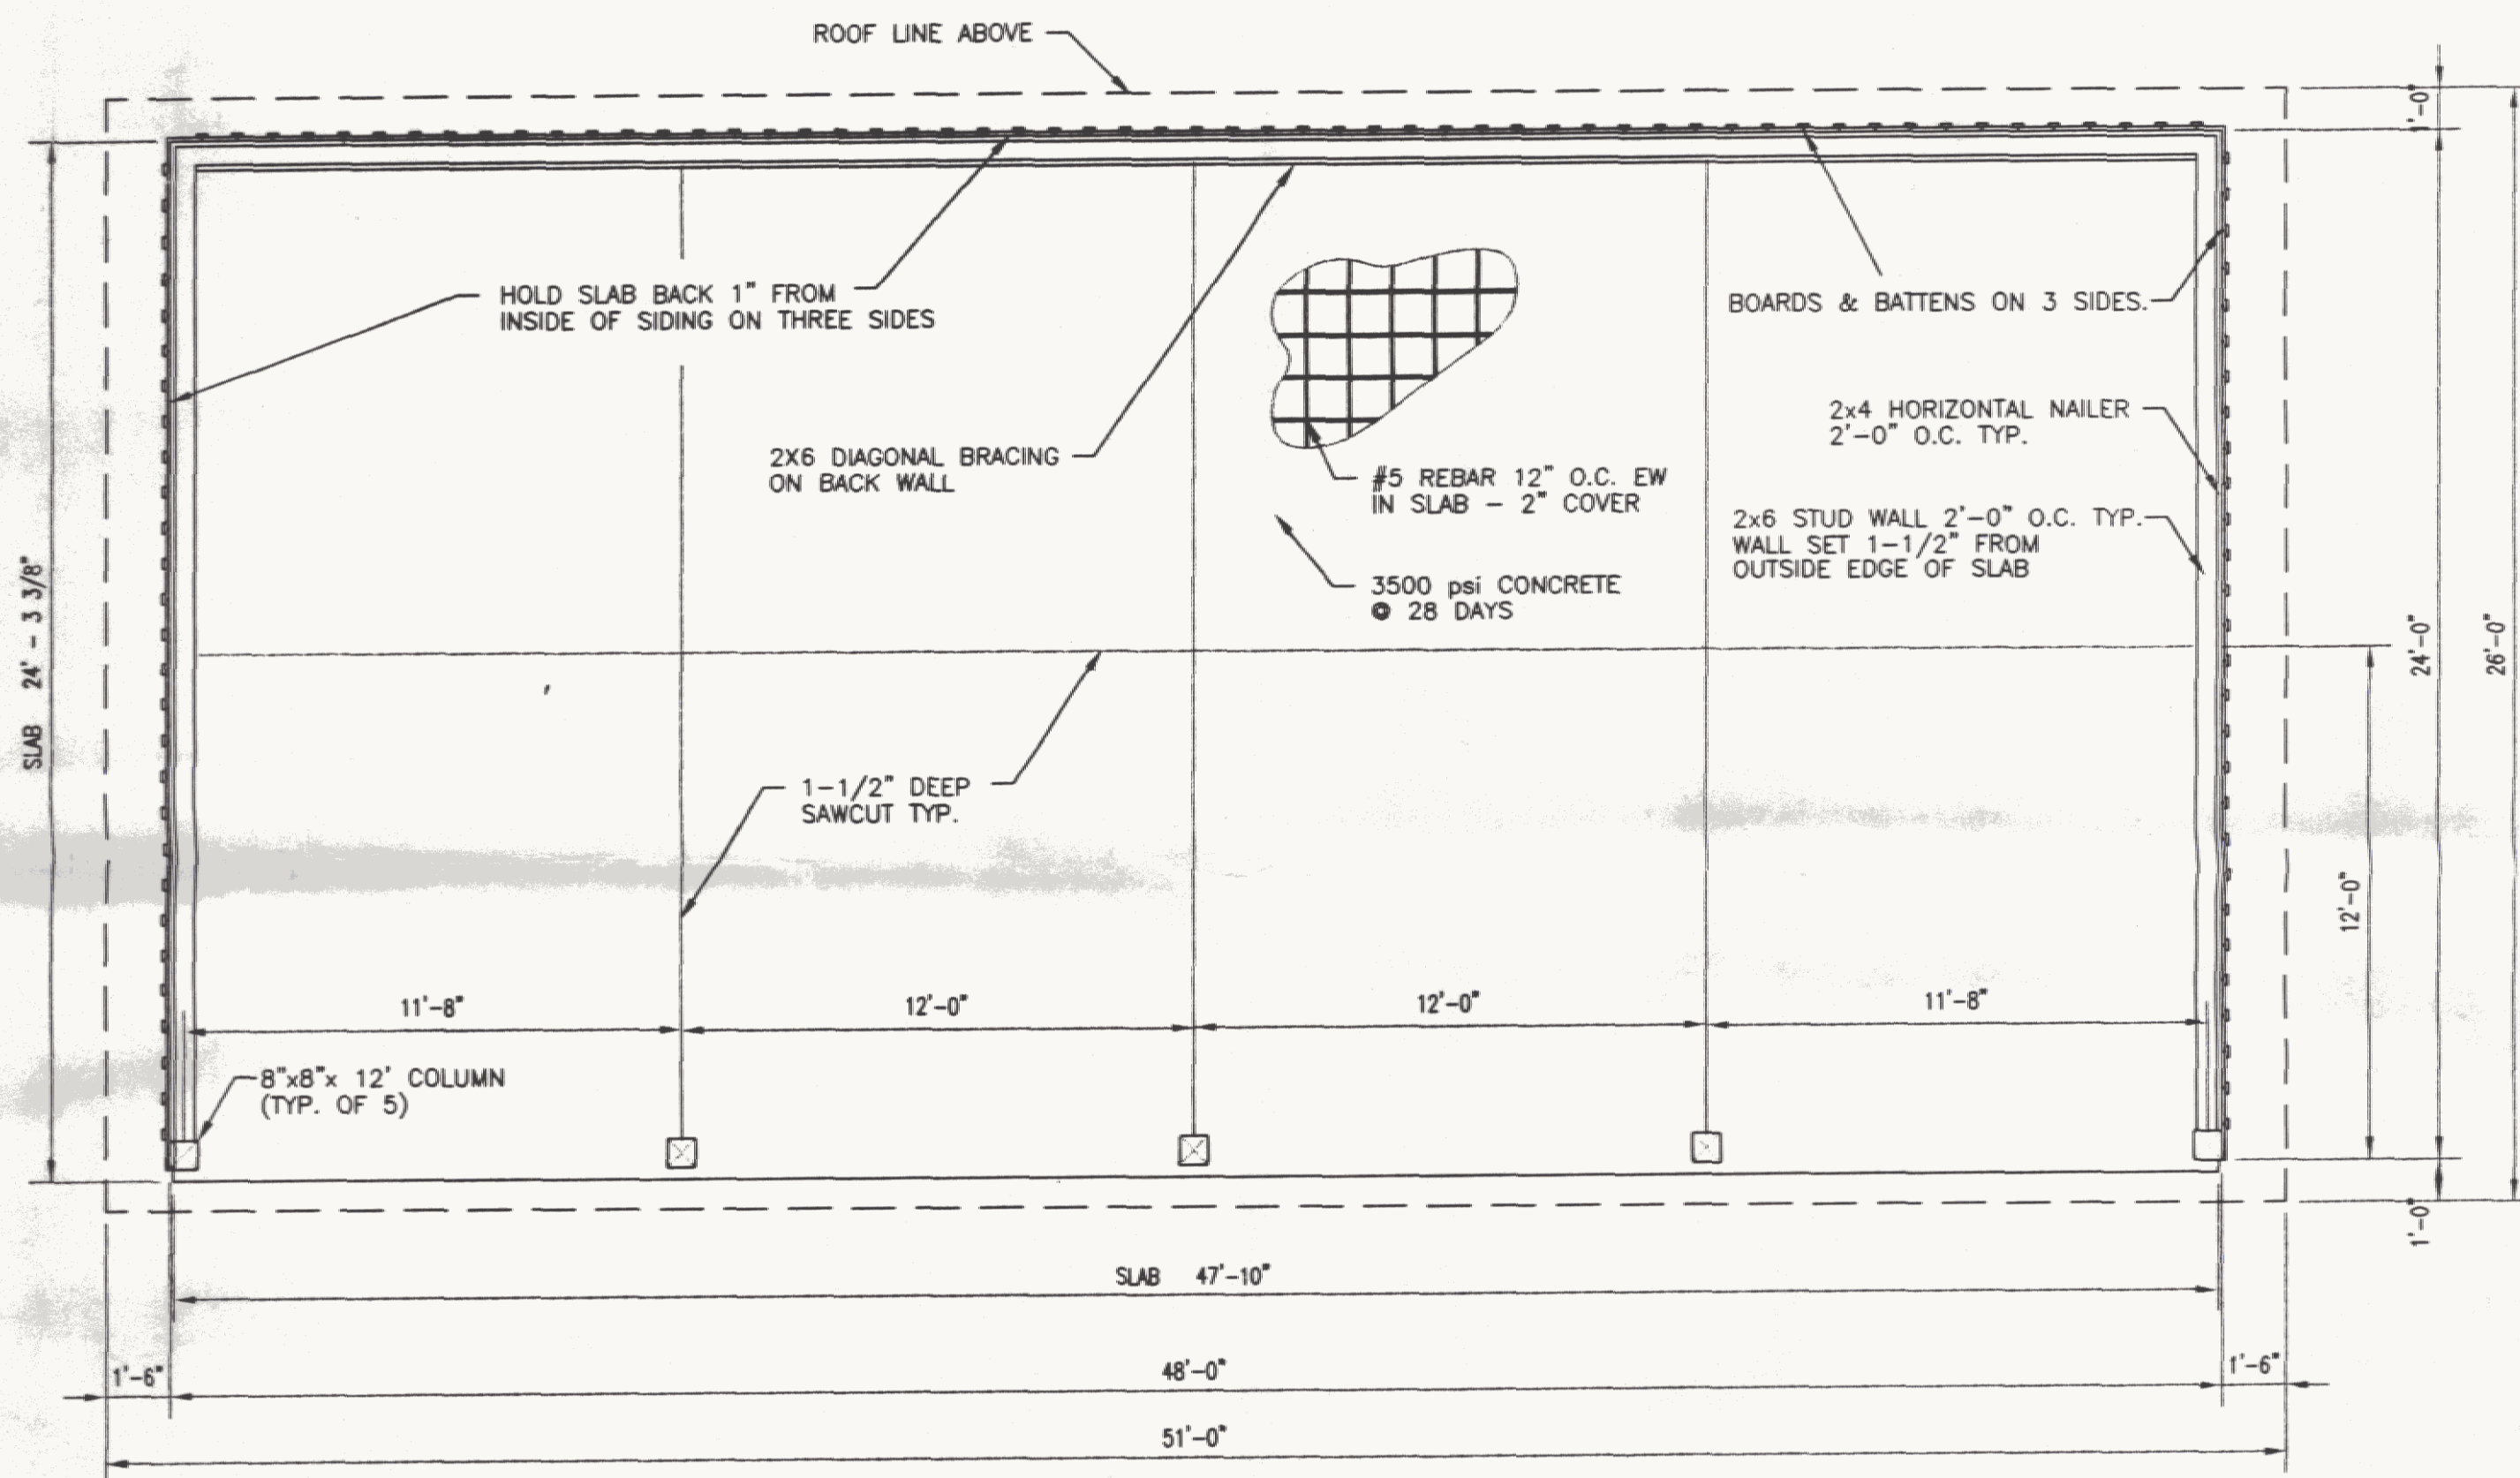 ROOF LINE ABOVE
1'-0"
HOLD SLAB BACK 1" FROM
INSIDE OF SIDING ON THREE SIDES
BOARDS & BATTENS ON 3 SIDES.
2x4 HORIZONTAL NAILER
2'-0" O.C. TYP.
2X6 DIAGONAL BRACING
ON BACK WALL
#5 REBAR 12" O.C. EW
IN SLAB - 2" COVER
2x6 STUD WALL 2'-0" O.C. TYP.
WALL SET 1-1/2" FROM
OUTSIDE EDGE OF SLAB
3500 psi CONCRETE
@ 28 DAYS
SLAB 24' - 3 3/8"
24'-0"
26'-0"
1-1/2" DEEP
SAWCUT TYP.
12'-0"
11'-8"
12'-0"
12'-0"
11'-8"
8"x8"x 12' COLUMN
(TYP. OF 5)
1'-0"
SLAB 47'-10"
1'-6"
48'-0"
1'-6"
51'-0"